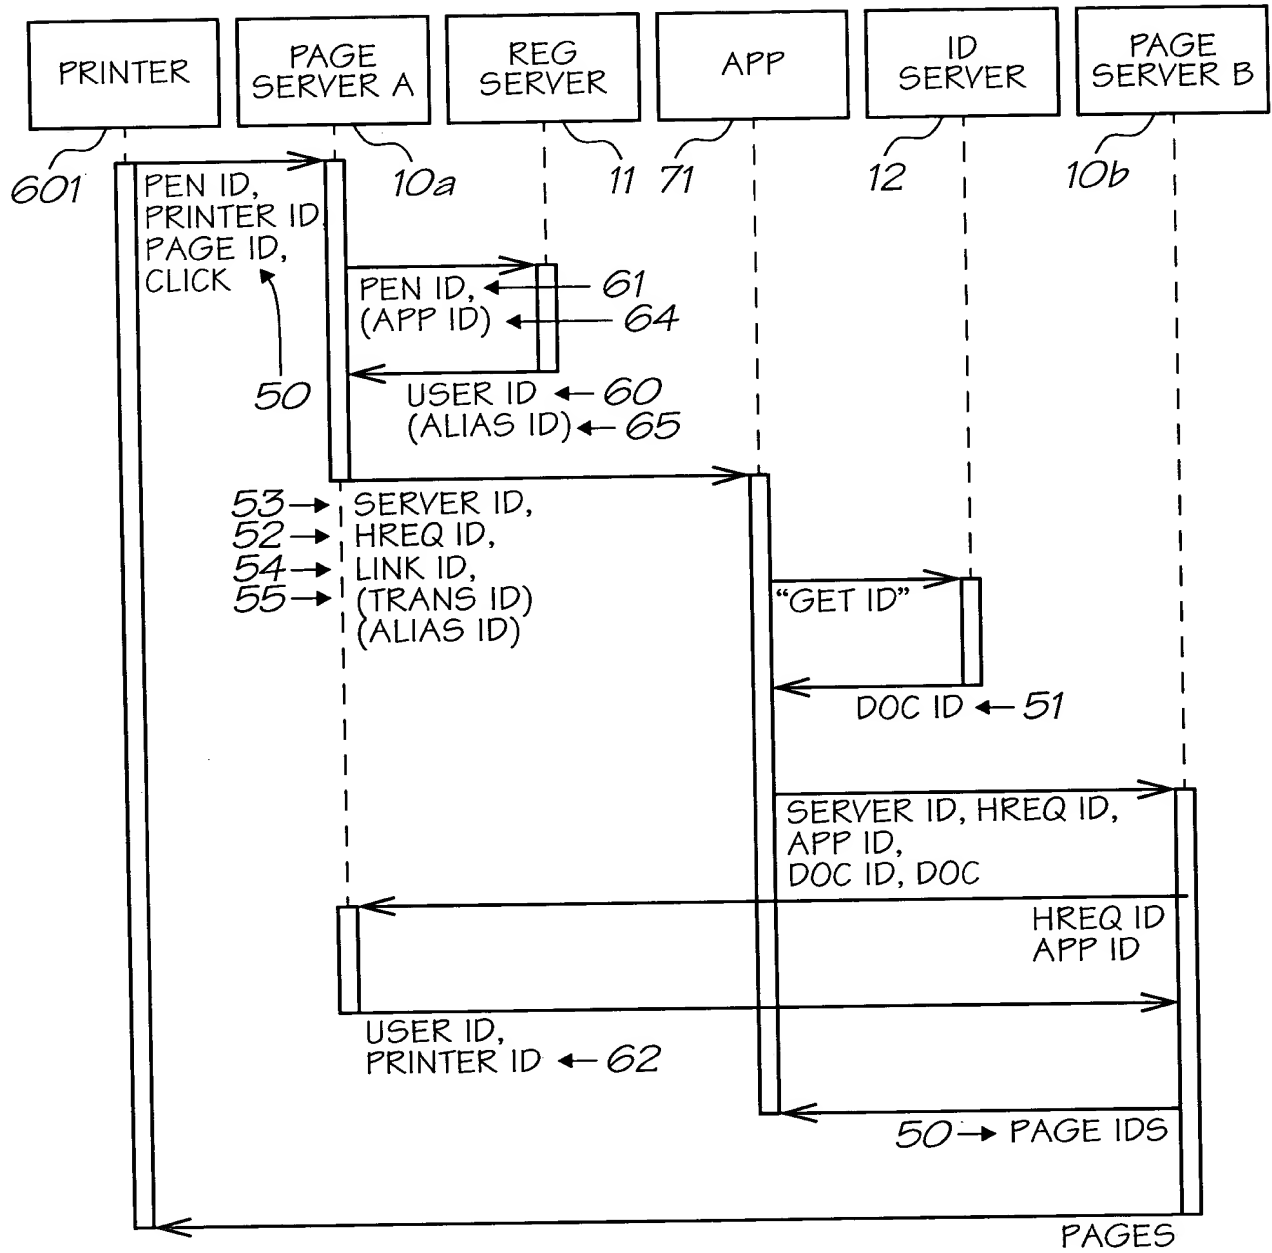 PRINTER
PAGE
SERVER A
REG
SERVER
APP
ID
SERVER
PAGE
SERVER B
601
10a
11
71
12
10b
PEN ID,
PRINTER ID
PAGE ID,
CLICK
50
PEN ID, 61
(APP ID) 64
USER ID 60
(ALIAS ID) 65
53 SERVER ID,
52 HREQ ID,
54 LINK ID,
55 (TRANS ID)
(ALIAS ID)
“GET ID”
DOC ID 51
SERVER ID, HREQ ID,
APP ID,
DOC ID, DOC
HREQ ID
APP ID
USER ID,
PRINTER ID 62
50 PAGE IDS
PAGES